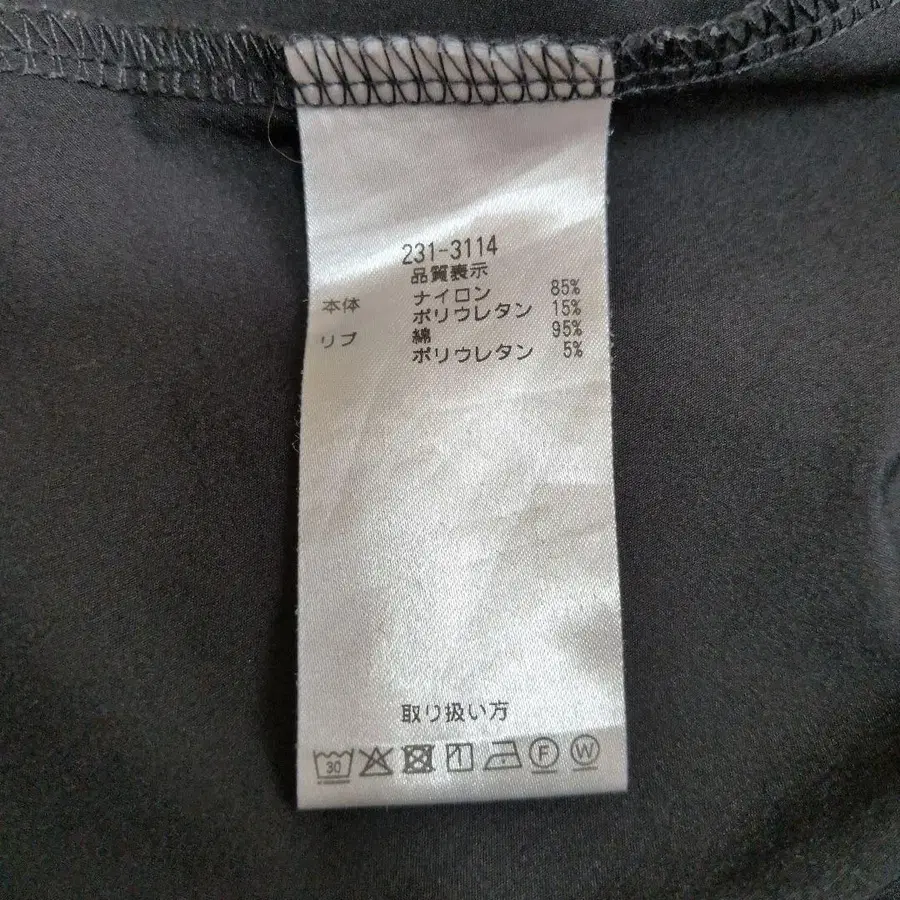 231-3114
品質表示
本体 ナイロン 85%
ポリウレタン 15%
リブ 綿 95%
ポリウレタン 5%
取り扱い方
30 F W